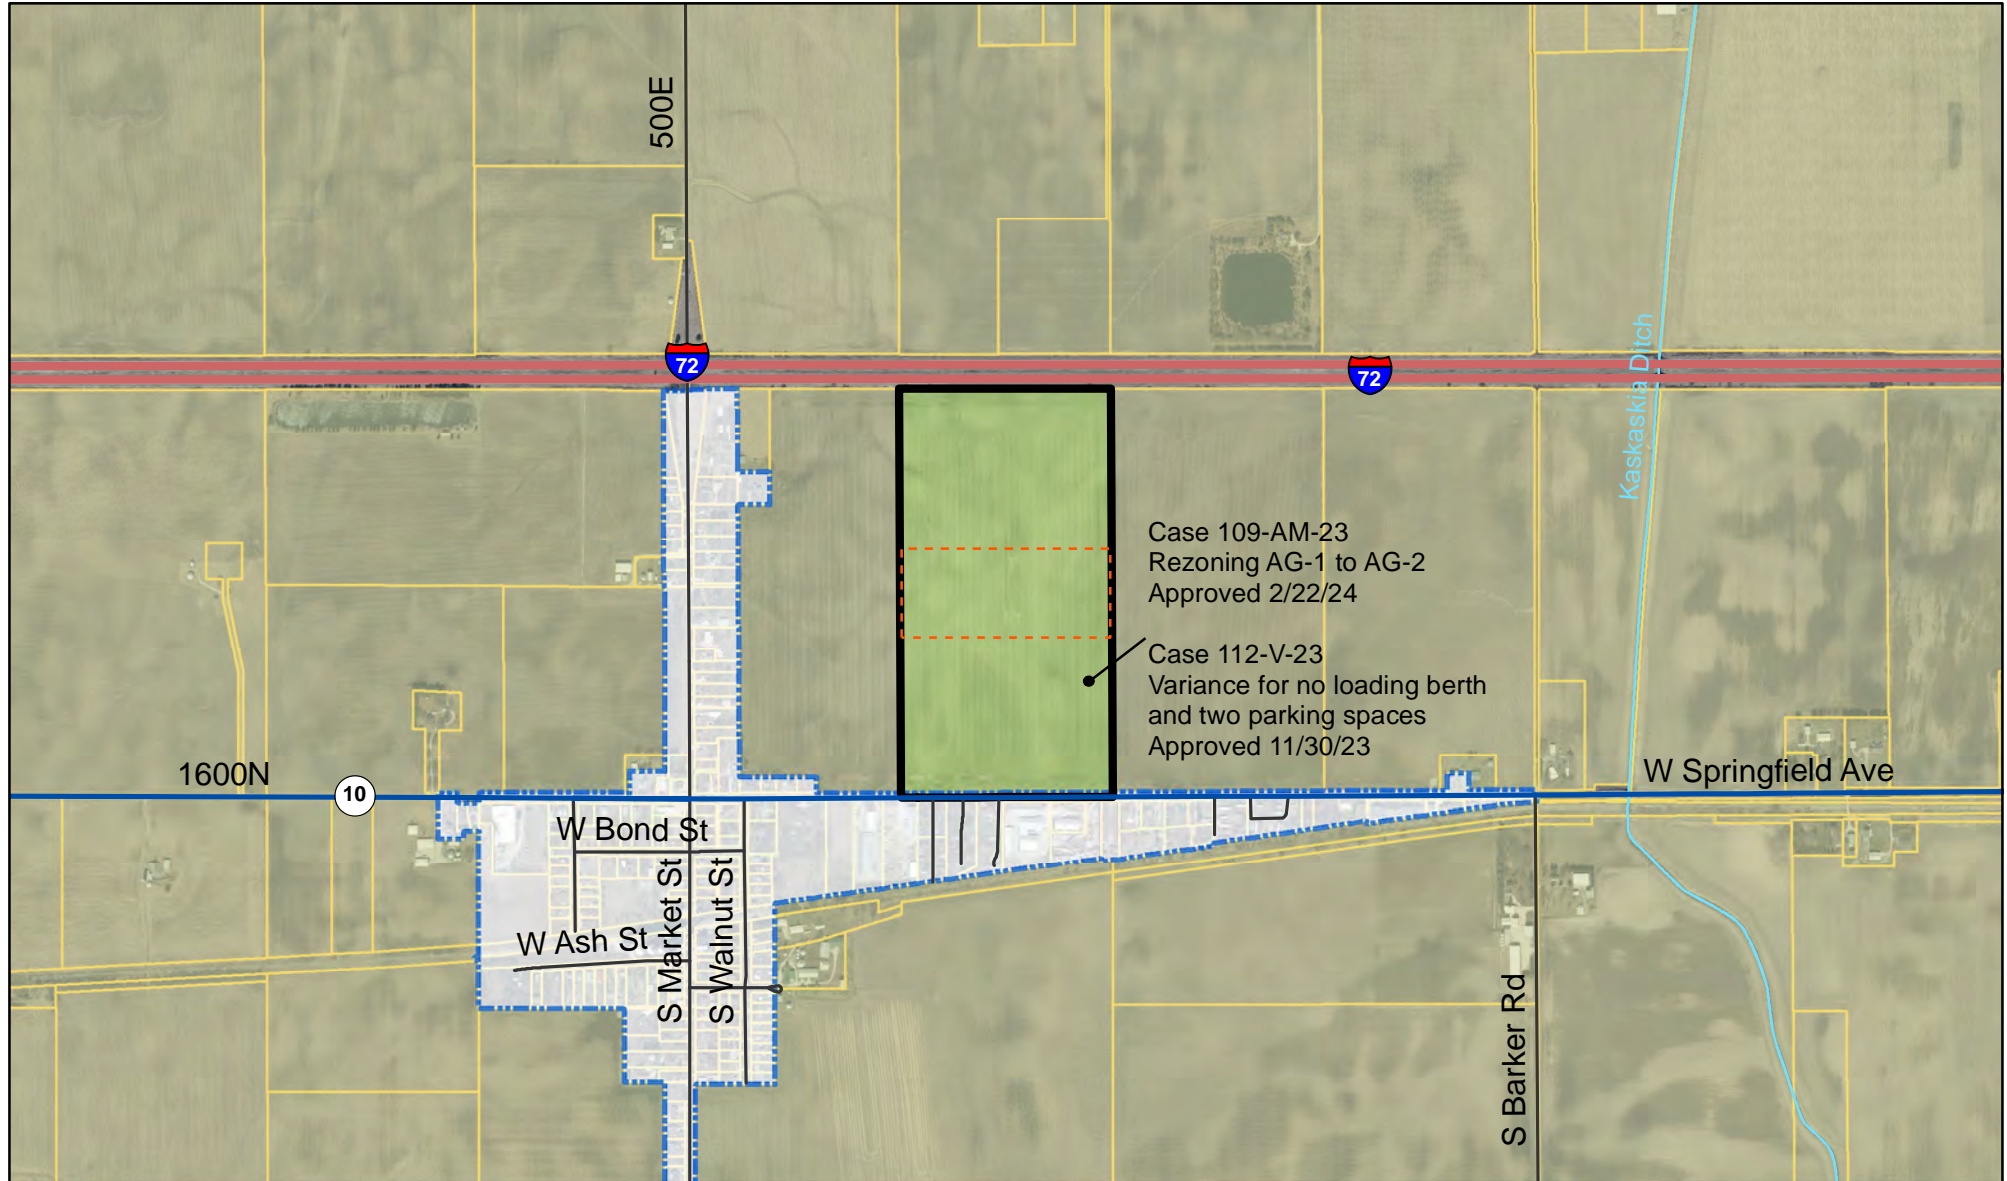 500E
72
72
Kaskaskia Ditch
Case 109-AM-23
Rezoning AG-1 to AG-2
Approved 2/22/24
Case 112-V-23
Variance for no loading berth
and two parking spaces
Approved 11/30/23
1600N
10
W Springfield Ave
W Bond St
S Market St
S Walnut St
W Ash St
S Barker Rd